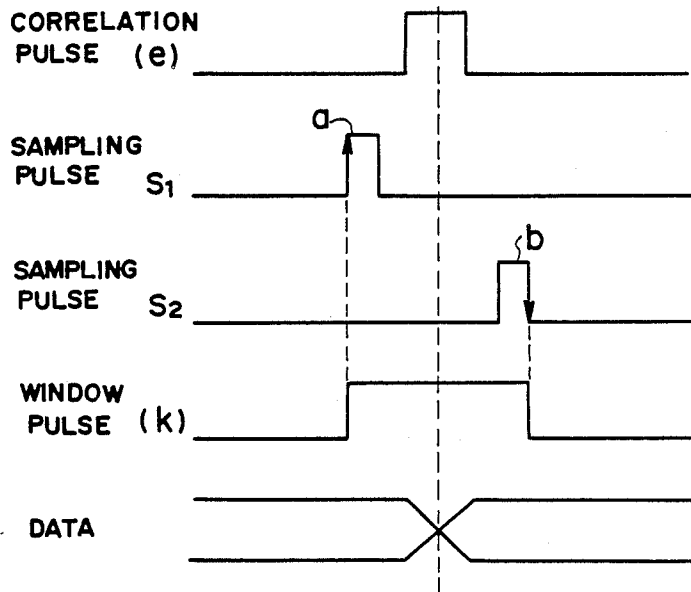 CORRELATION
PULSE (e)
a
SAMPLING
PULSE S1
b
SAMPLING
PULSE S2
WINDOW
PULSE (k)
DATA